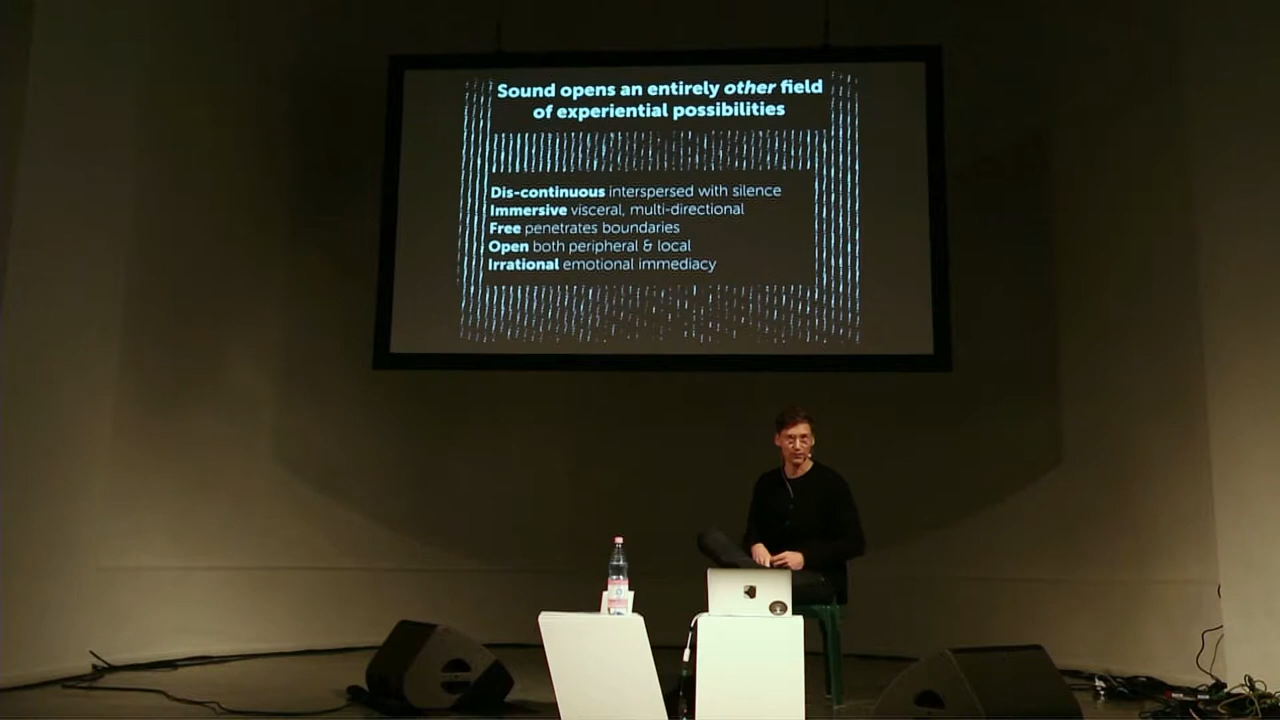 Sound opens an entirely other field
of experiential possibilities
Dis-continuous interspersed with silence
Immersive visceral, multi-directional
Free penetrates boundaries
Open both peripheral & local
Irrational emotional immediacy